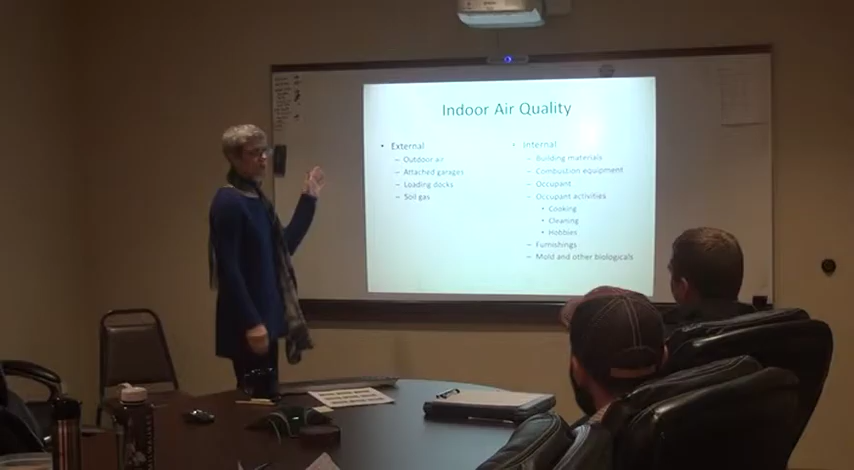 Indoor Air Quality
• External
– Outdoor air
– Attached garages
– Loading docks
– Soil gas
• Internal
– Building materials
– Combustion equipment
– Occupant
– Occupant activities
• Cooking
• Cleaning
• Hobbies
– Furnishings
– Mold and other biologicals